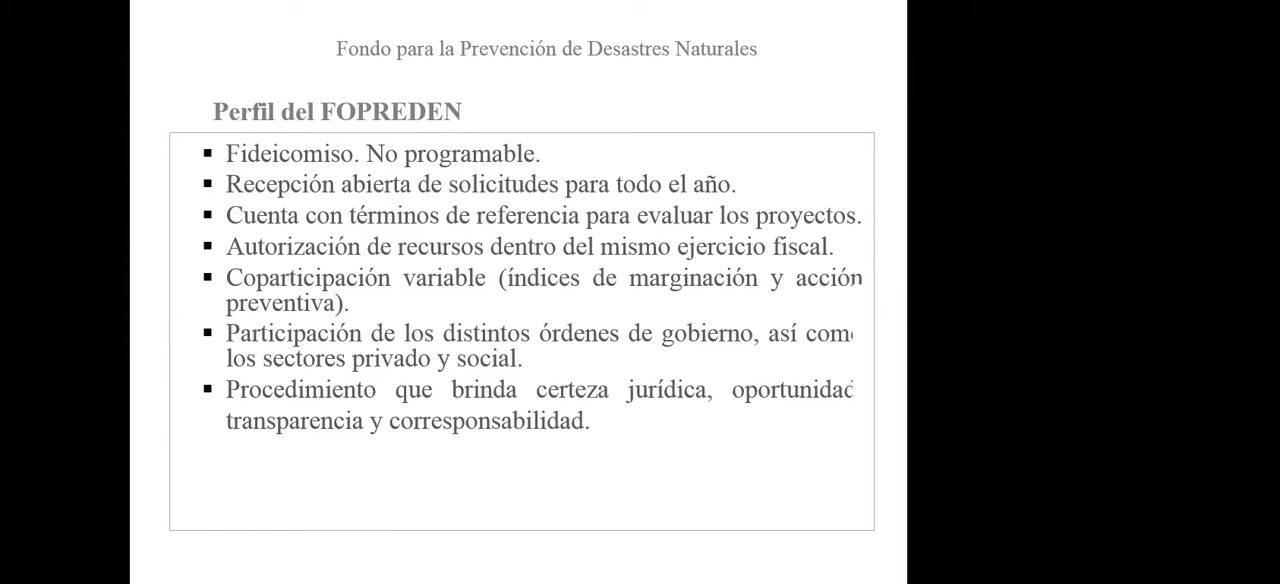 Fondo para la Prevención de Desastres Naturales
Perfil del FOPREDEN
▪ Fideicomiso. No programable.
▪ Recepción abierta de solicitudes para todo el año.
▪ Cuenta con términos de referencia para evaluar los proyectos.
▪ Autorización de recursos dentro del mismo ejercicio fiscal.
▪ Coparticipación variable (índices de marginación y acción
preventiva).
▪ Participación de los distintos órdenes de gobierno, así como
los sectores privado y social.
▪ Procedimiento que brinda certeza jurídica, oportunidad
transparencia y corresponsabilidad.